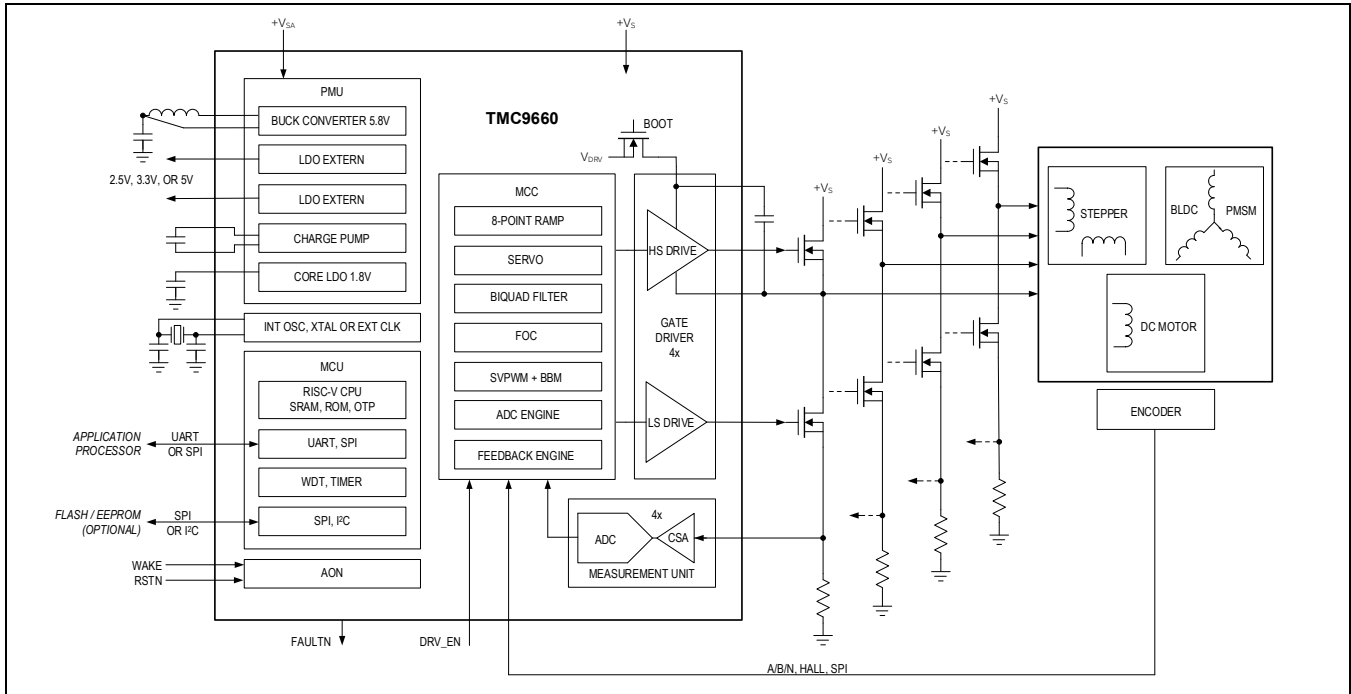 +VSA
+VS
PMU
BUCK CONVERTER 5.8V
LDO EXTERN
2.5V, 3.3V, OR 5V
LDO EXTERN
CHARGE PUMP
CORE LDO 1.8V
INT OSC, XTAL OR EXT CLK
MCU
RISC-V CPU
SRAM, ROM, OTP
UART, SPI
WDT, TIMER
SPI, I²C
AON
APPLICATION
PROCESSOR
UART
OR SPI
FLASH / EEPROM
(OPTIONAL)
SPI
OR I²C
WAKE
RSTN
FAULTN
DRV_EN
TMC9660
MCC
8-POINT RAMP
SERVO
BIQUAD FILTER
FOC
SVPWM + BBM
ADC ENGINE
FEEDBACK ENGINE
BOOT
VDRV
HS DRIVE
GATE
DRIVER
4x
LS DRIVE
4x
ADC
CSA
MEASUREMENT UNIT
+VS
+VS
+VS
+VS
STEPPER
BLDC
PMSM
DC MOTOR
ENCODER
A/B/N, HALL, SPI